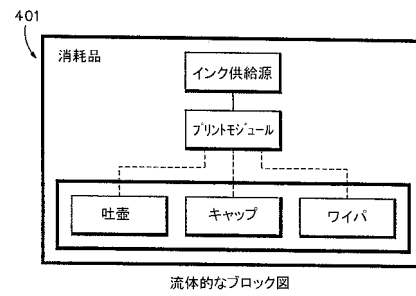 401
消耗品
インク供給源
プリントモジュール
吐壷
キャップ
ワイパ
流体的なブロック図